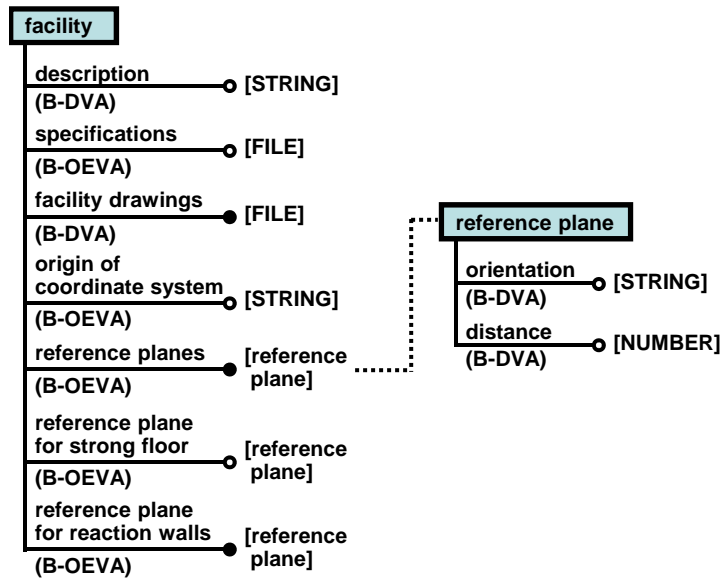 facility
description
(B-DVA)
[STRING]
specifications
(B-OEVA)
[FILE]
facility drawings
(B-DVA)
[FILE]
origin of
coordinate system
(B-OEVA)
[STRING]
reference planes
(B-OEVA)
[reference
plane]
reference plane
for strong floor
(B-OEVA)
[reference
plane]
reference plane
for reaction walls
(B-OEVA)
[reference
plane]
reference plane
orientation
(B-DVA)
[STRING]
distance
(B-DVA)
[NUMBER]